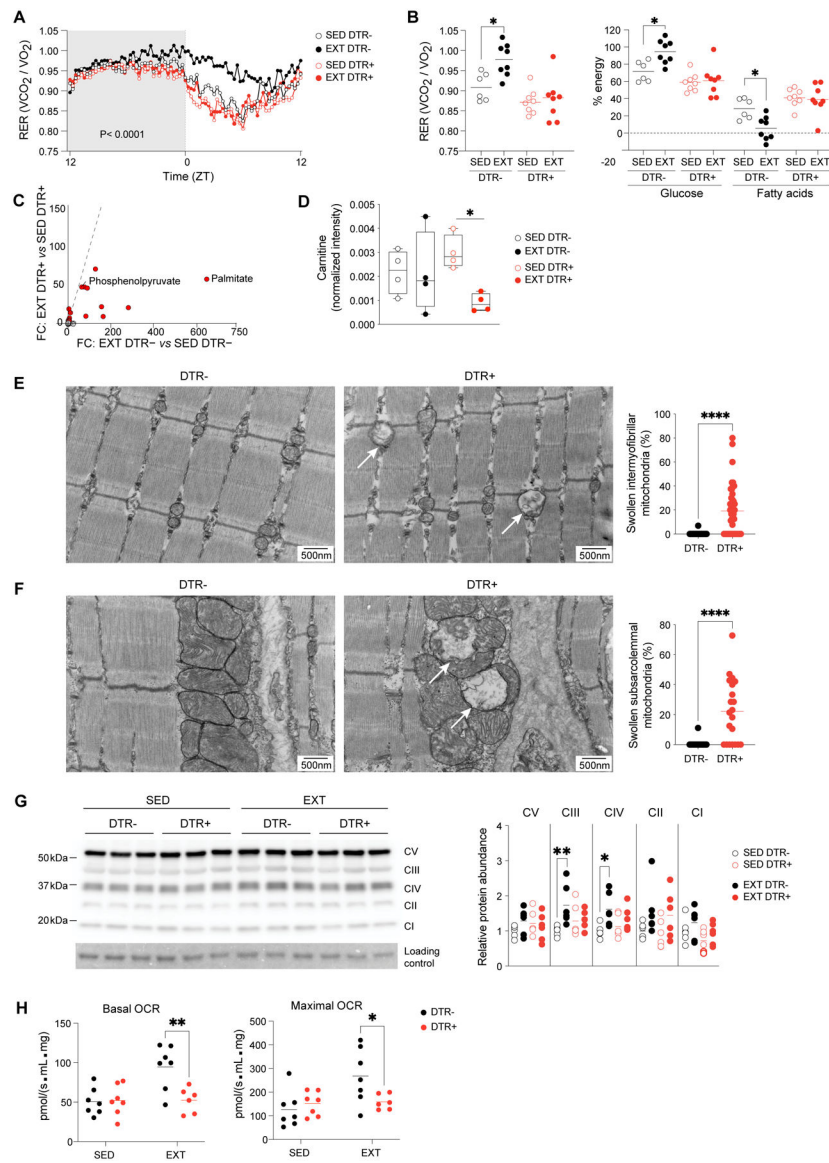 A
RER (VCO2 / VO2)
1.05
1.00
0.95
0.90
0.85
0.80
0.75
P< 0.0001
12
0
12
Time (ZT)
SED DTR-
EXT DTR-
SED DTR+
EXT DTR+
B
RER (VCO2 / VO2)
1.05
1.00
0.95
0.90
0.85
0.80
0.75
*
SED EXT SED EXT
DTR- DTR+
% energy
150
100
50
0
-20
*
*
SED EXT SED EXT SED EXT SED EXT
DTR- DTR+ DTR- DTR+
Glucose Fatty acids
C
FC: EXT DTR+ vs SED DTR+
150
100
50
0
Phosphenolpyruvate
Palmitate
0 200 400 600 750
FC: EXT DTR− vs SED DTR−
D
Carnitine
(normalized intensity)
0.005
0.004
0.003
0.002
0.001
0.000
*
SED DTR-
EXT DTR-
SED DTR+
EXT DTR+
E
DTR-
DTR+
500nm
500nm
Swollen intermyofibrillar
mitochondria (%)
100
80
60
40
20
0
****
DTR- DTR+
F
DTR-
DTR+
500nm
500nm
Swollen subsarcolemmal
mitochondria (%)
80
60
40
20
0
****
DTR- DTR+
G
SED EXT
DTR- DTR+ DTR- DTR+
50kDa
37kDa
20kDa
CV
CIII
CIV
CII
CI
Loading
control
Relative protein abundance
4
3
2
1
0
CV CIII CIV CII CI
**
*
SED DTR-
SED DTR+
EXT DTR-
EXT DTR+
H
Basal OCR
pmol/(s▪mL▪mg)
150
100
50
0
**
SED EXT
Maximal OCR
pmol/(s▪mL▪mg)
500
400
300
200
100
0
*
SED EXT
DTR-
DTR+